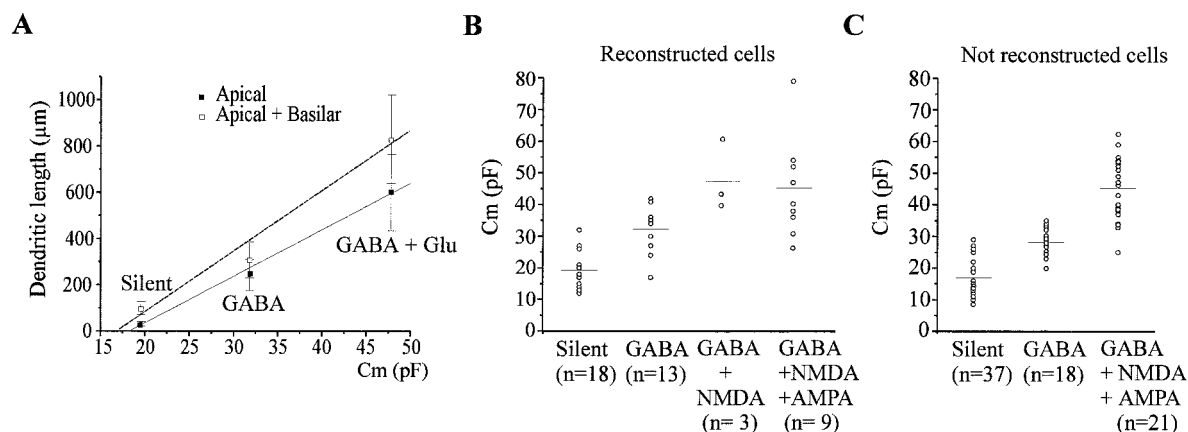 A
Dendritic length (µm)
1000
800
600
400
200
0
Apical
Apical + Basilar
Silent
GABA
GABA + Glu
15 20 25 30 35 40 45 50
Cm (pF)
B
Reconstructed cells
Cm (pF)
80
70
60
50
40
30
20
10
0
Silent GABA GABA GABA
(n=18) (n=13) + +NMDA
NMDA +AMPA
(n= 3) (n= 9)
C
Not reconstructed cells
Cm (pF)
80
70
60
50
40
30
20
10
0
Silent GABA GABA
(n=37) (n=18) + NMDA
+ AMPA
(n=21)